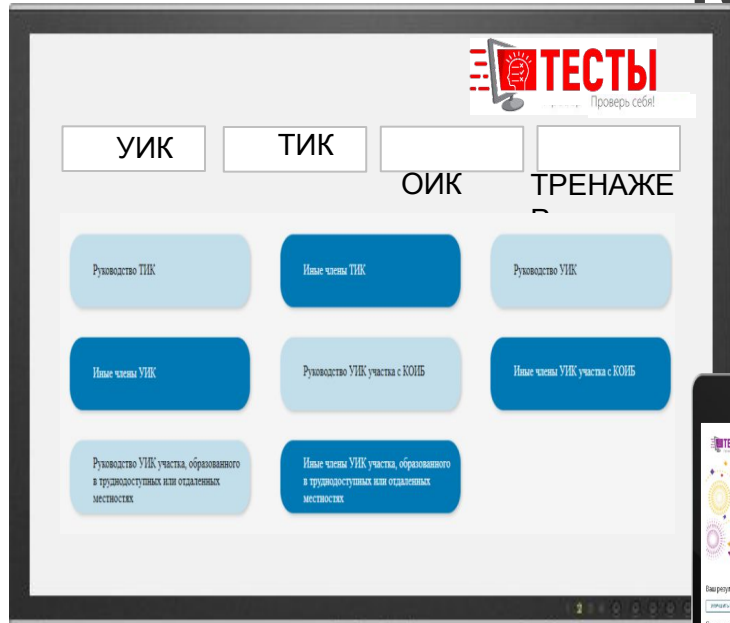 ТЕСТЫ
Проверь себя!
УИК
ТИК
ОИК
ТРЕНАЖЕ
Руководство ТИК
Иные члены ТИК
Руководство УИК
Иные члены УИК
Руководство УИК участка с КОИБ
Иные члены УИК участка с КОИБ
Руководство УИК участка, образованного
в труднодоступных или отдаленных
местностях
Иные члены УИК участка, образованного
в труднодоступных или отдаленных
местностях